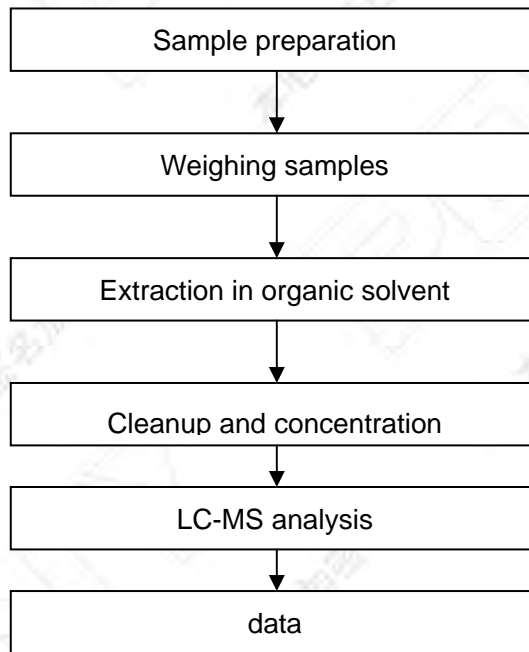 Sample preparation
Weighing samples
Extraction in organic solvent
Cleanup and concentration
LC-MS analysis
data